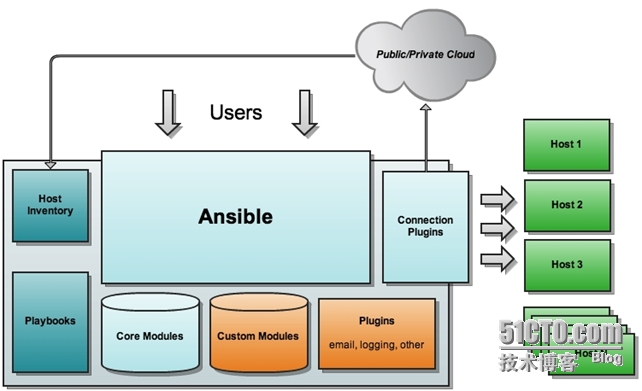 Public/Private Cloud
Users
Host 1
Host
Inventory
Ansible
Connection
Plugins
Host 2
Host 3
Playbooks
Core Modules
Custom Modules
Plugins
email, logging, other
51CTO.com
技术博客 Blog